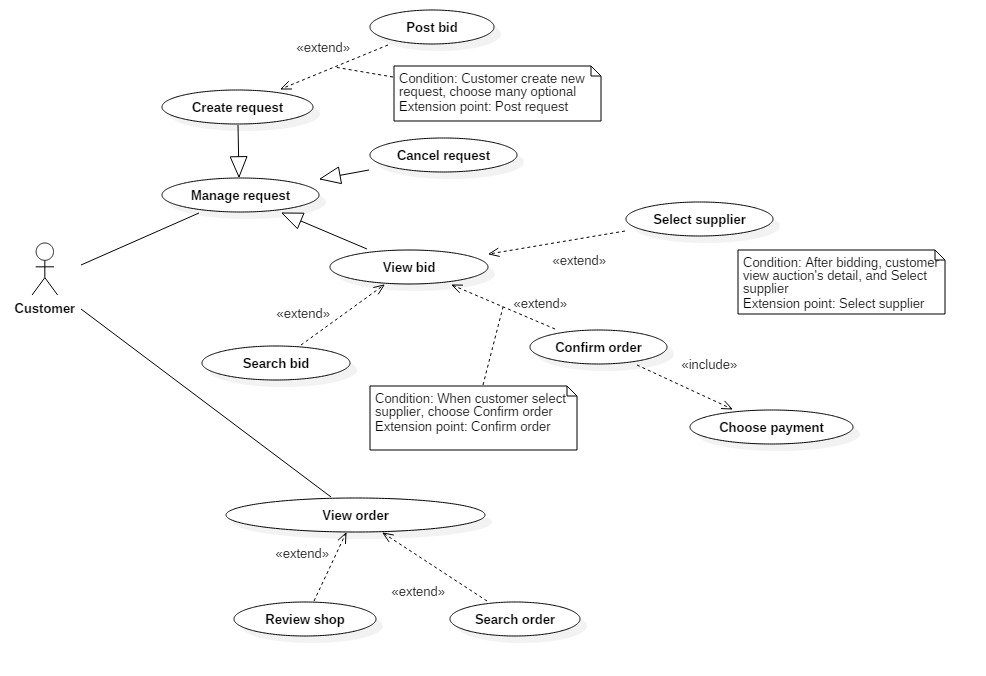 Post bid
«extend»
Condition: Customer create new
request, choose many optional
Extension point: Post request
Create request
Cancel request
Manage request
Select supplier
«extend»
Condition: After bidding, customer
view auction's detail, and Select
supplier
Extension point: Select supplier
View bid
Customer
«extend»
«extend»
Confirm order
Search bid
«include»
Condition: When customer select
supplier, choose Confirm order
Extension point: Confirm order
Choose payment
View order
«extend»
«extend»
Review shop
Search order